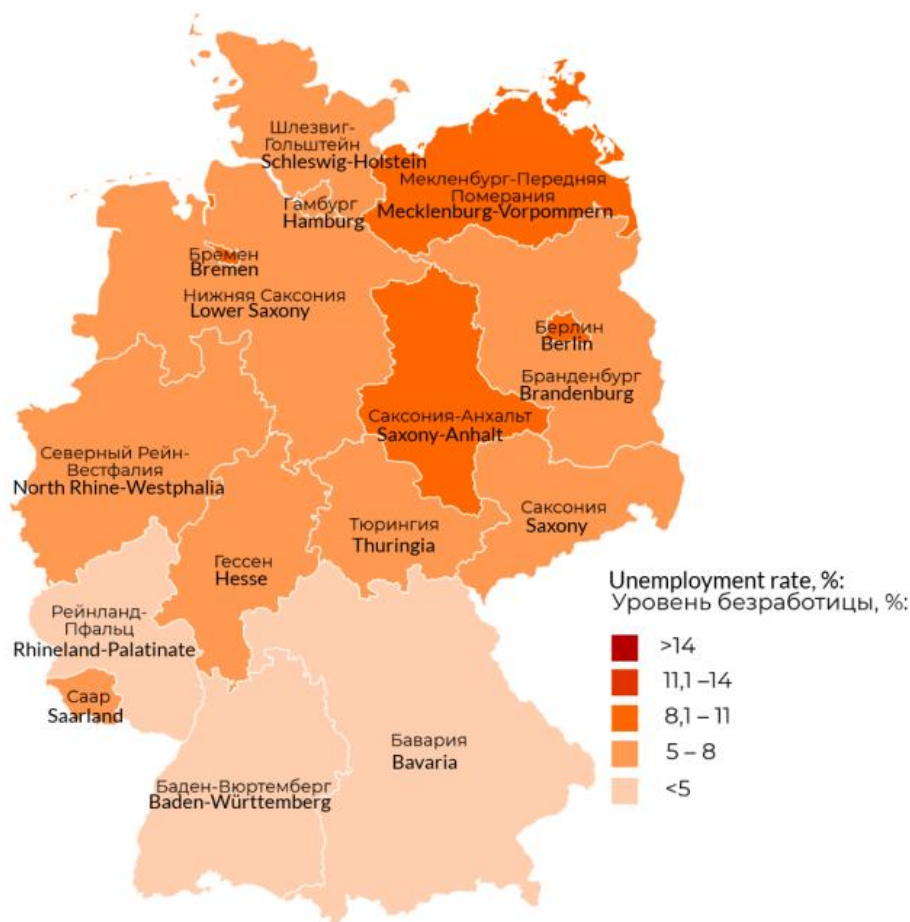 Шлезвиг-
Гольштейн
Schleswig-Holstein
Мекленбург-Передняя
Померания
Mecklenburg-Vorpommern
Гамбург
Hamburg
Бремен
Bremen
Нижняя Саксония
Lower Saxony
Берлин
Berlin
Бранденбург
Brandenburg
Саксония-Анхальт
Saxony-Anhalt
Северный Рейн-
Вестфалия
North Rhine-Westphalia
Саксония
Saxony
Тюрингия
Thuringia
Гессен
Hesse
Рейнланд-
Пфальц
Rhineland-Palatinate
Саар
Saarland
Бавария
Bavaria
Баден-Вюртемберг
Baden-Württemberg
Unemployment rate, %:
Уровень безработицы, %:
>14
11,1 –14
8,1 – 11
5 – 8
<5